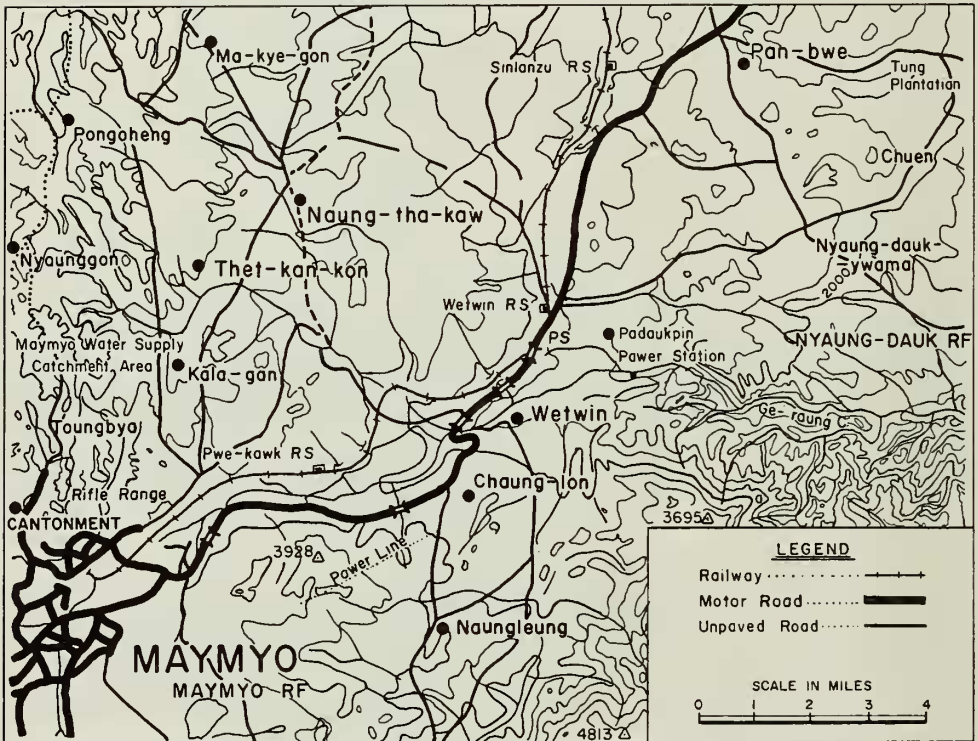 Ma-kye-gon
Sinlanzu RS
Pan-bwe
Tung
Plantation
Pongoheng
Chuen
Naung-tha-kaw
Nyaunggon
Thet-kan-kon
Nyaung-dauk-
ywama
2000
Wetwin RS
PS
Padaukpin
Power Station
NYAUNG-DAUK RF
Maymyo Water Supply
Catchment Area
Kala-gan
Ge-raung C.
Taungbya
Wetwin
Pwe-kawk RS
Chaung-lon
Rifle Range
CANTONMENT
3695
3928
Power Line
Naungleung
MAYMYO
MAYMYO RF
4813
LEGEND
Railway
Motor Road
Unpaved Road
SCALE IN MILES
0 1 2 3 4